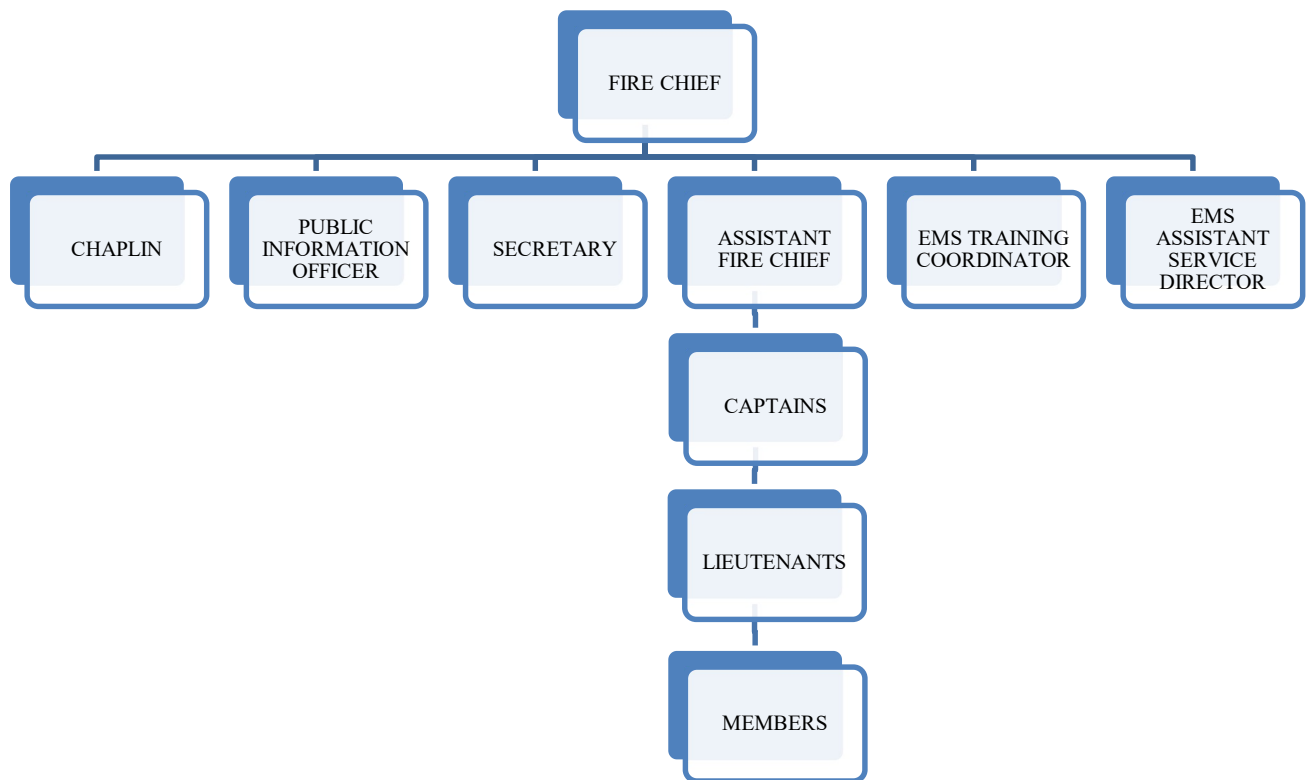 FIRE CHIEF
CHAPLIN
PUBLIC
INFORMATION
OFFICER
SECRETARY
ASSISTANT
FIRE CHIEF
EMS TRAINING
COORDINATOR
EMS
ASSISTANT
SERVICE
DIRECTOR
CAPTAINS
LIEUTENANTS
MEMBERS